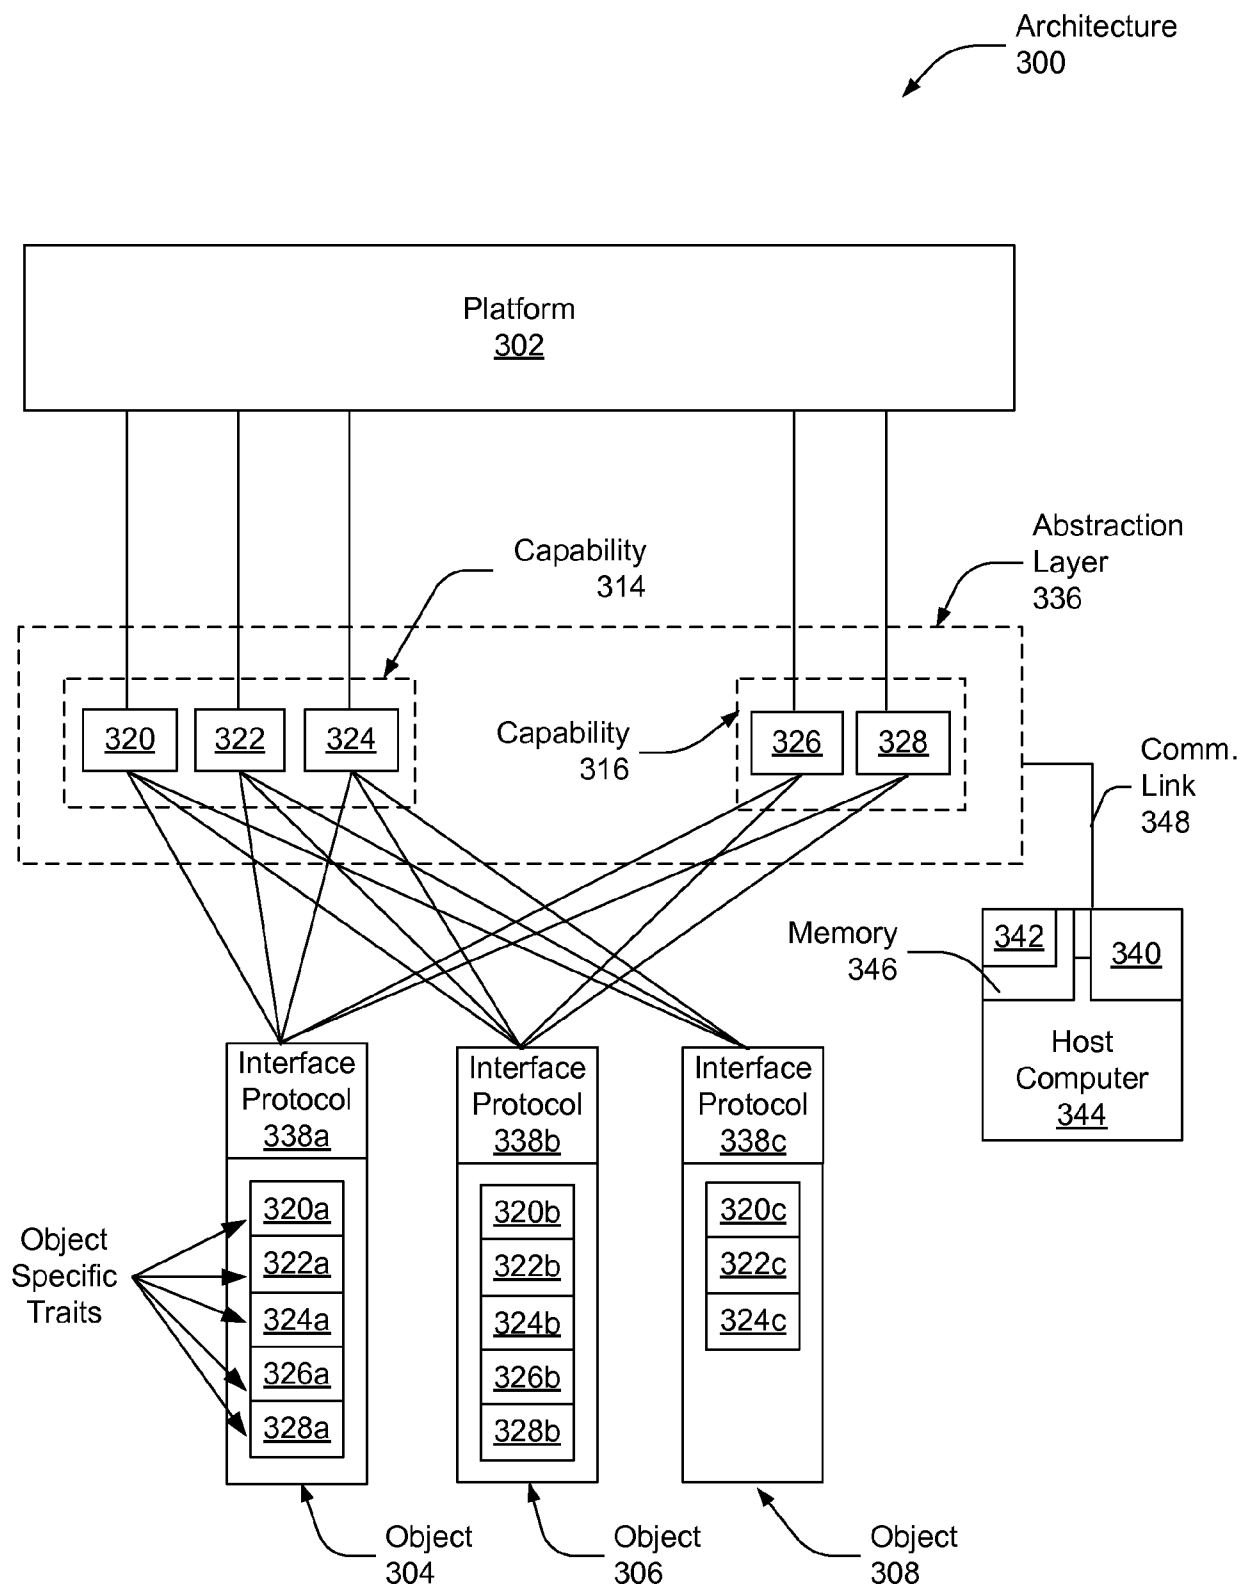 Architecture
300
Platform
302
Capability
314
Abstraction
Layer
336
320
322
324
Capability
316
326
328
Comm.
Link
348
Memory
346
342
340
Host
Computer
344
Interface
Protocol
338a
Interface
Protocol
338b
Interface
Protocol
338c
Object
Specific
Traits
320a
322a
324a
326a
328a
320b
322b
324b
326b
328b
320c
322c
324c
Object
304
Object
306
Object
308